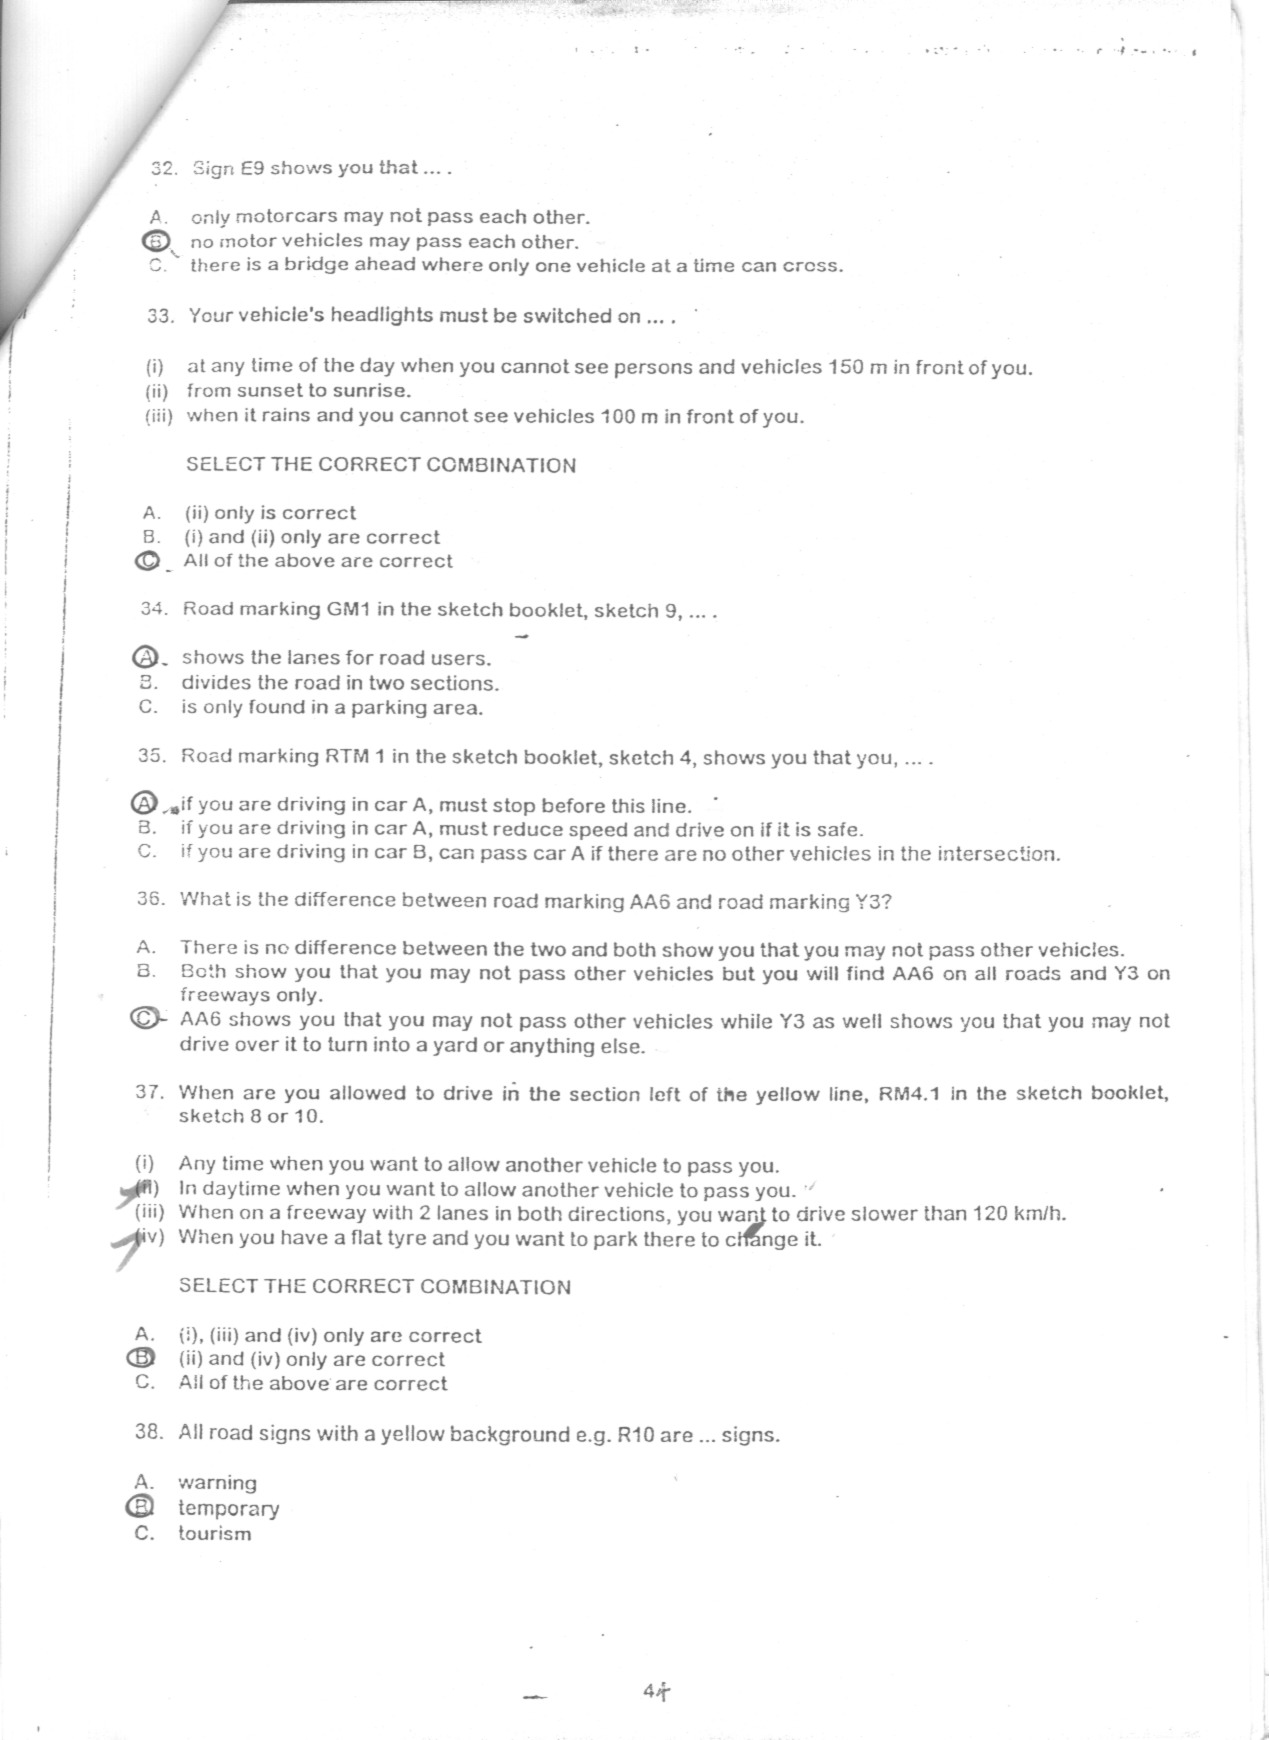 32. Sign E9 shows you that ... .
A. only motorcars may not pass each other.
B. no motor vehicles may pass each other.
C. there is a bridge ahead where only one vehicle at a time can cross.
33. Your vehicle's headlights must be switched on ... .
(i) at any time of the day when you cannot see persons and vehicles 150 m in front of you.
(ii) from sunset to sunrise.
(iii) when it rains and you cannot see vehicles 100 m in front of you.
SELECT THE CORRECT COMBINATION
A. (ii) only is correct
B. (i) and (ii) only are correct
C. All of the above are correct
34. Road marking GM1 in the sketch booklet, sketch 9, ... .
A. shows the lanes for road users.
B. divides the road in two sections.
C. is only found in a parking area.
35. Road marking RTM 1 in the sketch booklet, sketch 4, shows you that you, ... .
A. if you are driving in car A, must stop before this line.
B. if you are driving in car A, must reduce speed and drive on if it is safe.
C. if you are driving in car B, can pass car A if there are no other vehicles in the intersection.
36. What is the difference between road marking AA6 and road marking Y3?
A. There is no difference between the two and both show you that you may not pass other vehicles.
B. Both show you that you may not pass other vehicles but you will find AA6 on all roads and Y3 on
freeways only.
C. AA6 shows you that you may not pass other vehicles while Y3 as well shows you that you may not
drive over it to turn into a yard or anything else.
37. When are you allowed to drive in the section left of the yellow line, RM4.1 in the sketch booklet,
sketch 8 or 10.
(i) Any time when you want to allow another vehicle to pass you.
(ii) In daytime when you want to allow another vehicle to pass you.
(iii) When on a freeway with 2 lanes in both directions, you want to drive slower than 120 km/h.
(iv) When you have a flat tyre and you want to park there to change it.
SELECT THE CORRECT COMBINATION
A. (i), (iii) and (iv) only are correct
B. (ii) and (iv) only are correct
C. All of the above are correct
38. All road signs with a yellow background e.g. R10 are ... signs.
A. warning
B. temporary
C. tourism